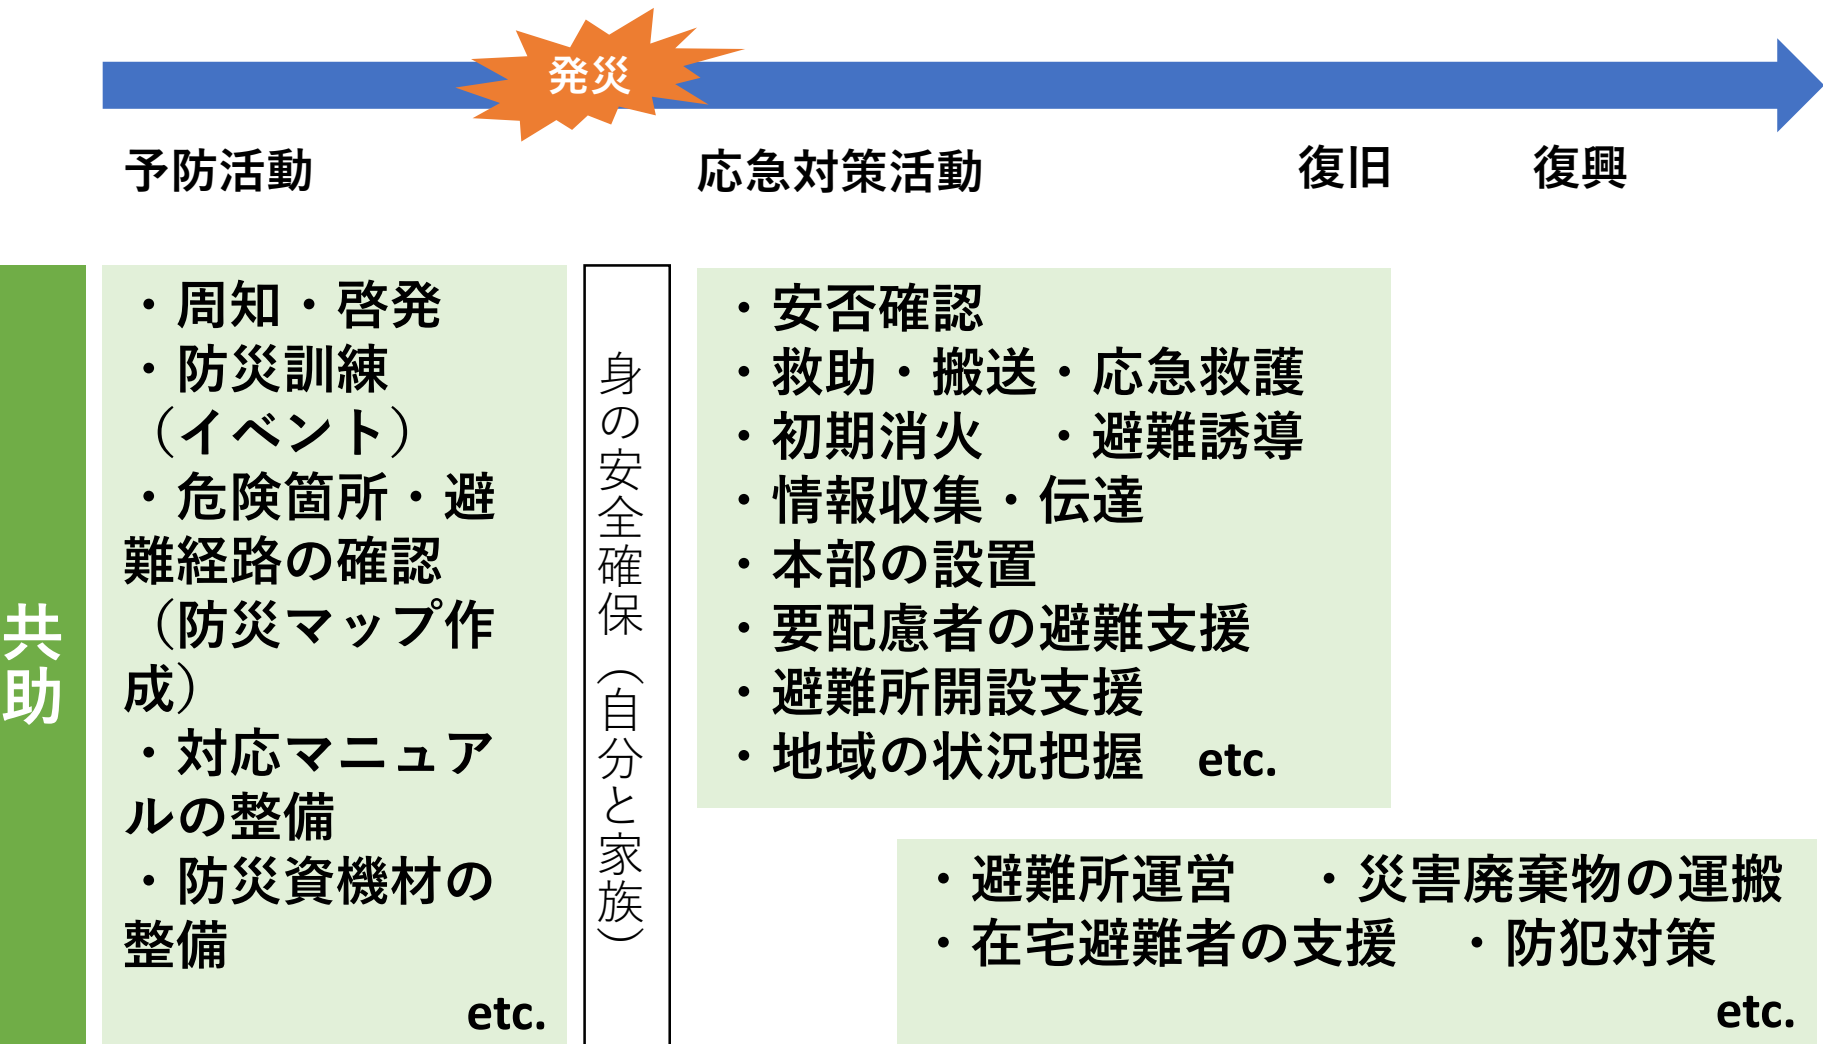 発災
予防活動
応急対策活動
復旧
復興
共助
・周知・啓発
・防災訓練
（イベント）
・危険箇所・避
難経路の確認
（防災マップ作
成）
・対応マニュア
ルの整備
・防災資機材の
整備
etc.
身の安全確保（自分と家族）
・安否確認
・救助・搬送・応急救護
・初期消火　・避難誘導
・情報収集・伝達
・本部の設置
・要配慮者の避難支援
・避難所開設支援
・地域の状況把握　etc.
・避難所運営　・災害廃棄物の運搬
・在宅避難者の支援　・防犯対策
etc.